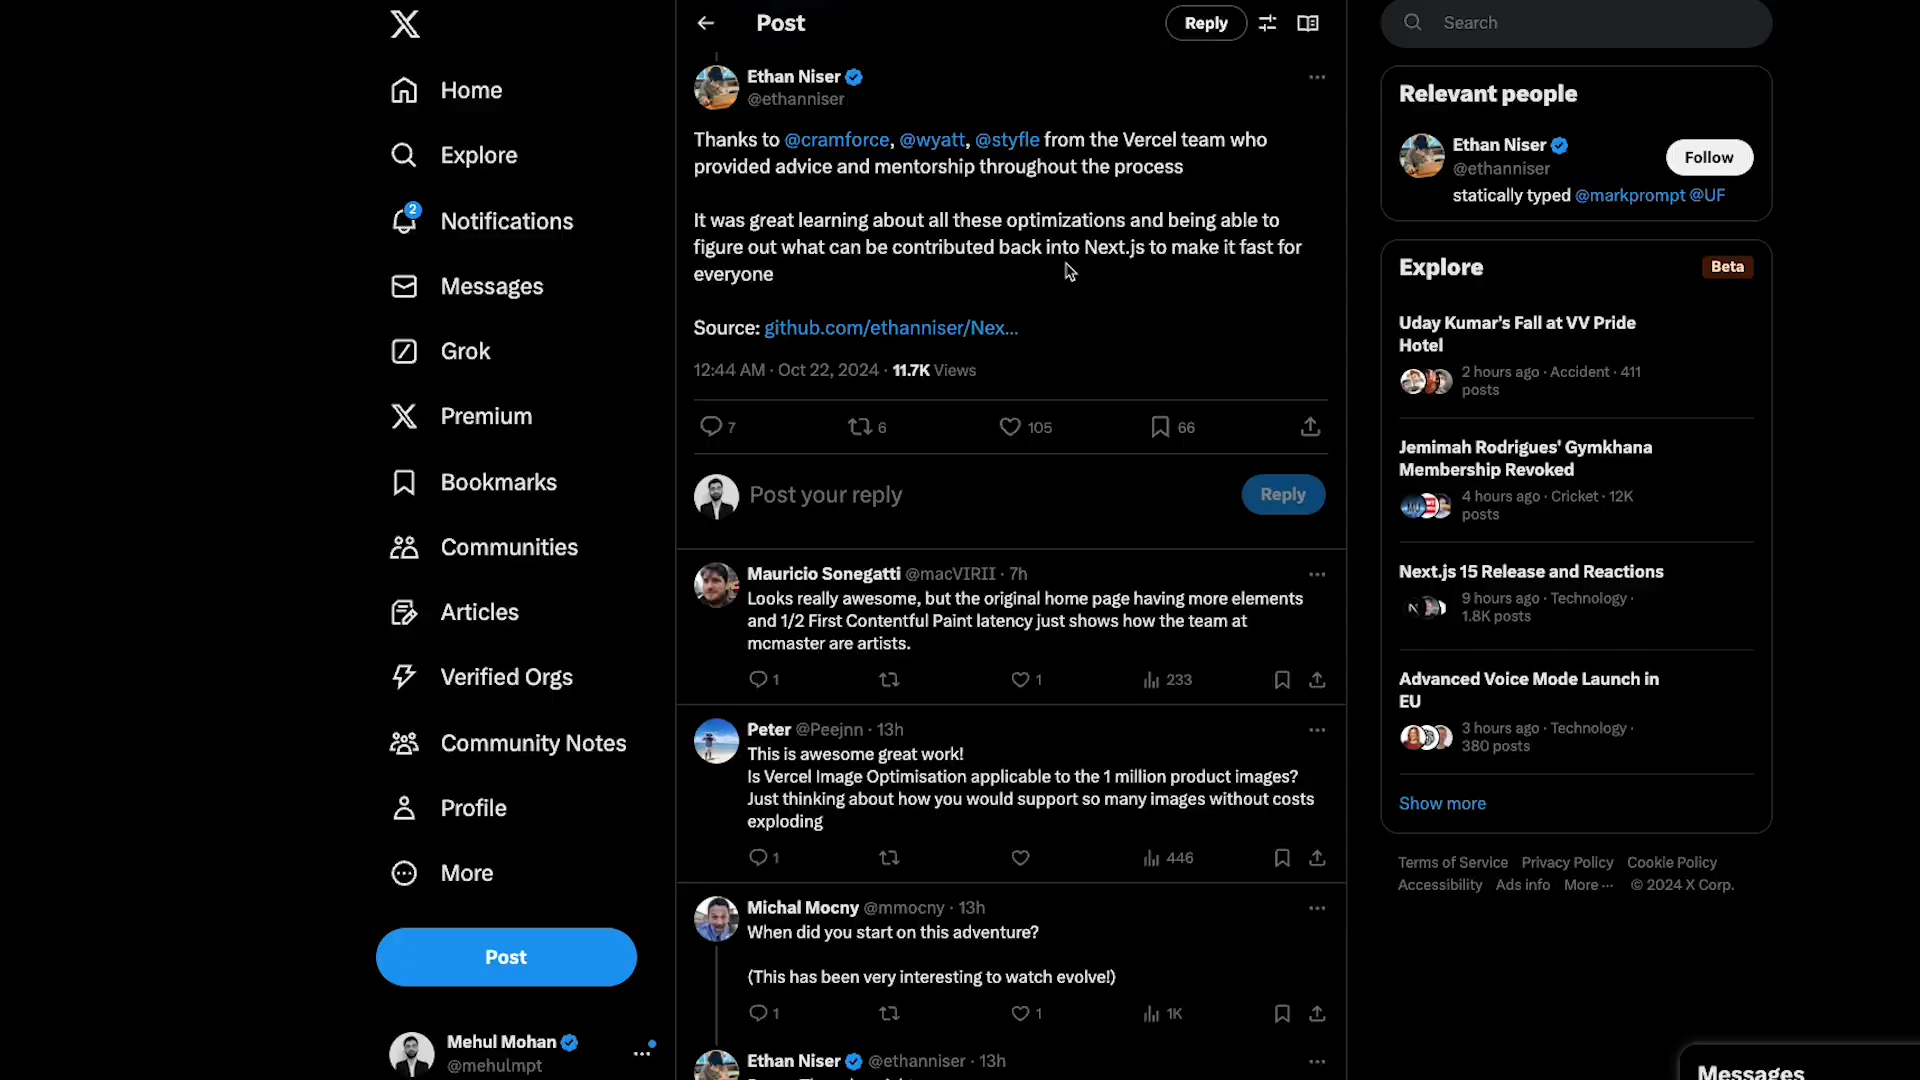 Home
Explore
2
Notifications
Messages
Grok
Premium
Bookmarks
Communities
Articles
Verified Orgs
Community Notes
Profile
More
Post
Mehul Mohan
@mehulmpt
Post
Reply
Ethan Niser
@ethanniser
Thanks to @cramforce, @wyatt, @styfle from the Vercel team who
provided advice and mentorship throughout the process
It was great learning about all these optimizations and being able to
figure out what can be contributed back into Next.js to make it fast for
everyone
Source: github.com/ethanniser/Nex...
12:44 AM · Oct 22, 2024 · 11.7K Views
7 6 105 66
Post your reply
Reply
Mauricio Sonegatti @macVIRII · 7h
Looks really awesome, but the original home page having more elements
and 1/2 First Contentful Paint latency just shows how the team at
mcmaster are artists.
1 1 233
Peter @Peejnn · 13h
This is awesome great work!
Is Vercel Image Optimisation applicable to the 1 million product images?
Just thinking about how you would support so many images without costs
exploding
1 446
Michal Mocny @mmocny · 13h
When did you start on this adventure?
(This has been very interesting to watch evolve!)
1 1 1K
Ethan Niser @ethanniser · 13h
Search
Relevant people
Ethan Niser
@ethanniser
Follow
statically typed @markprompt @UF
Explore
Beta
Uday Kumar's Fall at VV Pride
Hotel
2 hours ago · Accident · 411
posts
Jemimah Rodrigues' Gymkhana
Membership Revoked
4 hours ago · Cricket · 12K
posts
Next.js 15 Release and Reactions
9 hours ago · Technology ·
1.8K posts
Advanced Voice Mode Launch in
EU
3 hours ago · Technology ·
380 posts
Show more
Terms of Service Privacy Policy Cookie Policy
Accessibility Ads info More ··· © 2024 X Corp.
Messages